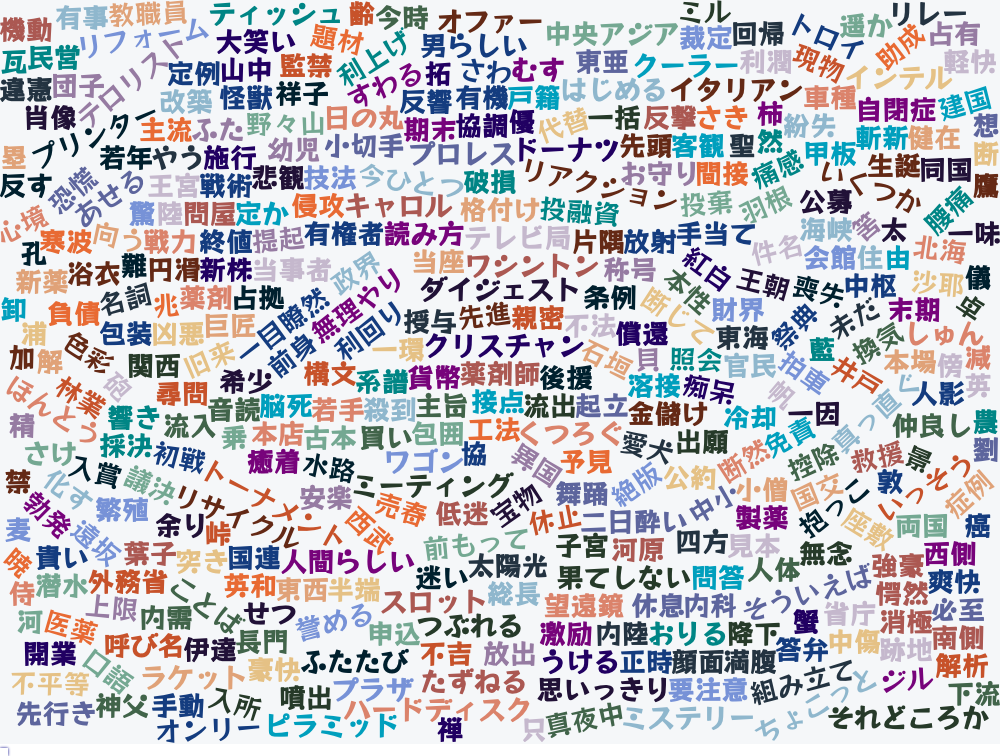 機動 有事 教職員 ティッシュ 齢 今時 オファー 中央アジア ミル 裁定 回帰 トロイ 遥か リレー 占有
瓦 民営 リフォーム 大笑い 題材 利上げ 男らしい 東亜 クーラー 利潤 現物 助成 軽快
違憲 団子 テロリスト 定例 山中 監禁 すわる 拓 さわ むす はじめる イタリアン 車種 インテル 建国
肖像 改築 怪獣 祥子 反響 有機 戸籍 一括 反撃 さき 柿 紛失 自閉症 想
プリンター 主流 ふた 野々山 日の丸 期末 協調 優 代替 先頭 客観 聖 然 甲板 斬新 健在 断
塁 若年 やう 施行 幼児 小切手 プロレス ドーナツ お守り 間接 痛感 いくつか 生誕 同国 鷹
反す 恐慌 あせる 王宮 戦術 悲観 技法 今ひとつ 破損 リアクション 投棄 羽根 公募 腰痛
心境 驚 陸 問屋 定か 侵攻 キャロル 格付け 投融資 海峡 筈 太 一味
孔 寒波 向う 戦力 終値 提起 有権者 読み方 テレビ局 片隅 放射 手当て 件名 会館 住 由 北海
新薬 浴衣 難 円滑 新株 当事者 政界 当座 ワシントン 称号 本性 紅白 王朝 喪失 中枢 沙耶 儀
卸 負債 名詞 兆 薬剤 占拠 一目瞭然 無理やり ダイジェスト 条例 断じて 財界 祭典 未だ 末期 卓
浦 包装 凶悪 巨匠 前身 利回り 授与 先進 親密 不法 償還 東海 藍 換気 しゅん
加 解 色彩 関西 旧来 一環 クリスチャン 石垣 貝 照会 官民 拍車 井戸 本場 傍 減
ほんとう 林業 砲 尋問 希少 構文 系譜 貨幣 薬剤師 後援 溶接 痴呆 帆 真っ直ぐ 人影 英
精 響き 流入 音読 脳死 若手 殺到 主旨 接点 流出 起立 金儲け 冷却 一因 仲良し 農
さけ 採決 初戦 乗 本店 古本 買い 包囲 工法 くつろぐ 愛犬 出願 免責 控除 救援 景 劉
禁 入賞 議決 トーナメント 癒着 水路 ワゴン 協 異国 予見 公約 断然 国交 抱っこ 敦 いっそう 症例
勃発 化す 繁殖 リサイクル 安楽 ミーティング 宝物 舞踊 絶版 中小 小僧 座敷 両国 癌
麦 遠坂 余り 峠 西武 売春 低迷 休止 二日酔い 製薬
暁 貴い 葉子 突き 国連 人間らしい 前もって 太陽光 子宮 河原 四方 見本 無念 強豪 西側
侍 潜水 外務省 ことば 英和 東西 半端 迷い 果てしない 問答 人体 そういえば 愕然 爽快
河 医薬 上限 内需 せつ 誉める スロット 総長 望遠鏡 休息 内科 蟹 省庁 消極 必至
開業 呼び名 伊達 長門 申込 つぶれる 激励 内陸 おりる 降下 答弁 中傷 跡地 南側
不平等 口語 ラケット 豪快 ふたたび 不吉 放出 うける 正時 顔面 満腹 組み立て ジル 解析
先行き 神父 手動 入所 噴出 プラザ たずねる 思いっきり 要注意 ちょこっと 下流
オンリー ピラミッド ハードディスク 禅 只 真夜中 ミステリー それどころか